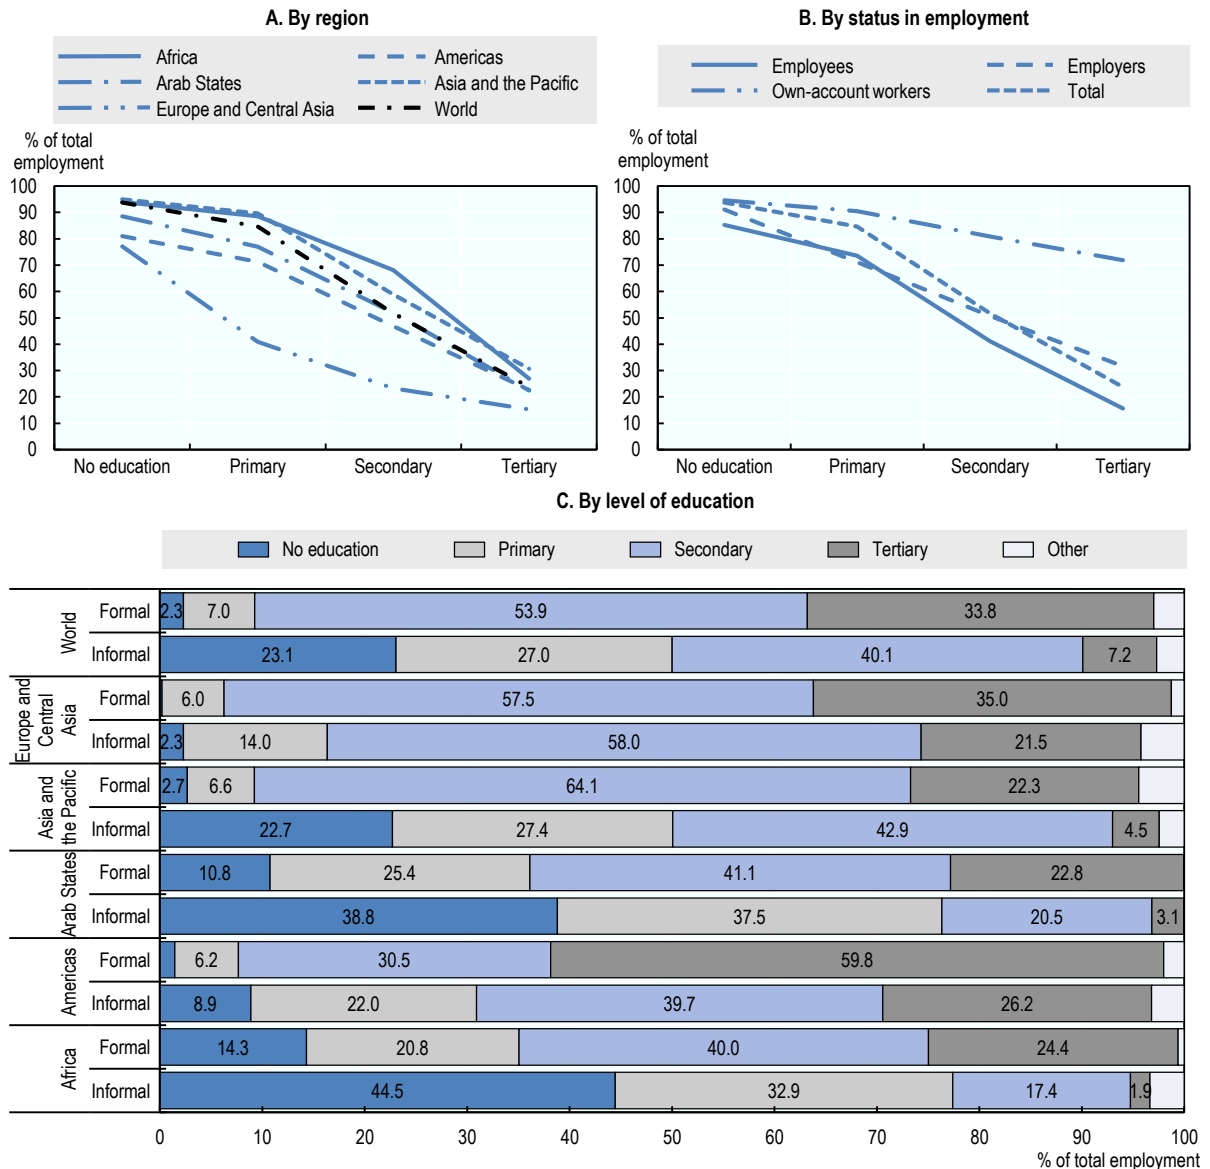 A. By region
Africa
Americas
Arab States
Asia and the Pacific
Europe and Central Asia
World
% of total
employment
100
90
80
70
60
50
40
30
20
10
0
No education
Primary
Secondary
Tertiary
B. By status in employment
Employees
Employers
Own-account workers
Total
% of total
employment
100
90
80
70
60
50
40
30
20
10
0
No education
Primary
Secondary
Tertiary
C. By level of education
No education
Primary
Secondary
Tertiary
Other
World
Formal
2.3
7.0
53.9
33.8
Informal
23.1
27.0
40.1
7.2
Europe and
Central
Asia
Formal
6.0
57.5
35.0
Informal
2.3
14.0
58.0
21.5
Asia and
the Pacific
Formal
2.7
6.6
64.1
22.3
Informal
22.7
27.4
42.9
4.5
Arab States
Formal
10.8
25.4
41.1
22.8
Informal
38.8
37.5
20.5
3.1
Americas
Formal
6.2
30.5
59.8
Informal
8.9
22.0
39.7
26.2
Africa
Formal
14.3
20.8
40.0
24.4
Informal
44.5
32.9
17.4
1.9
0
10
20
30
40
50
60
70
80
90
100
% of total employment